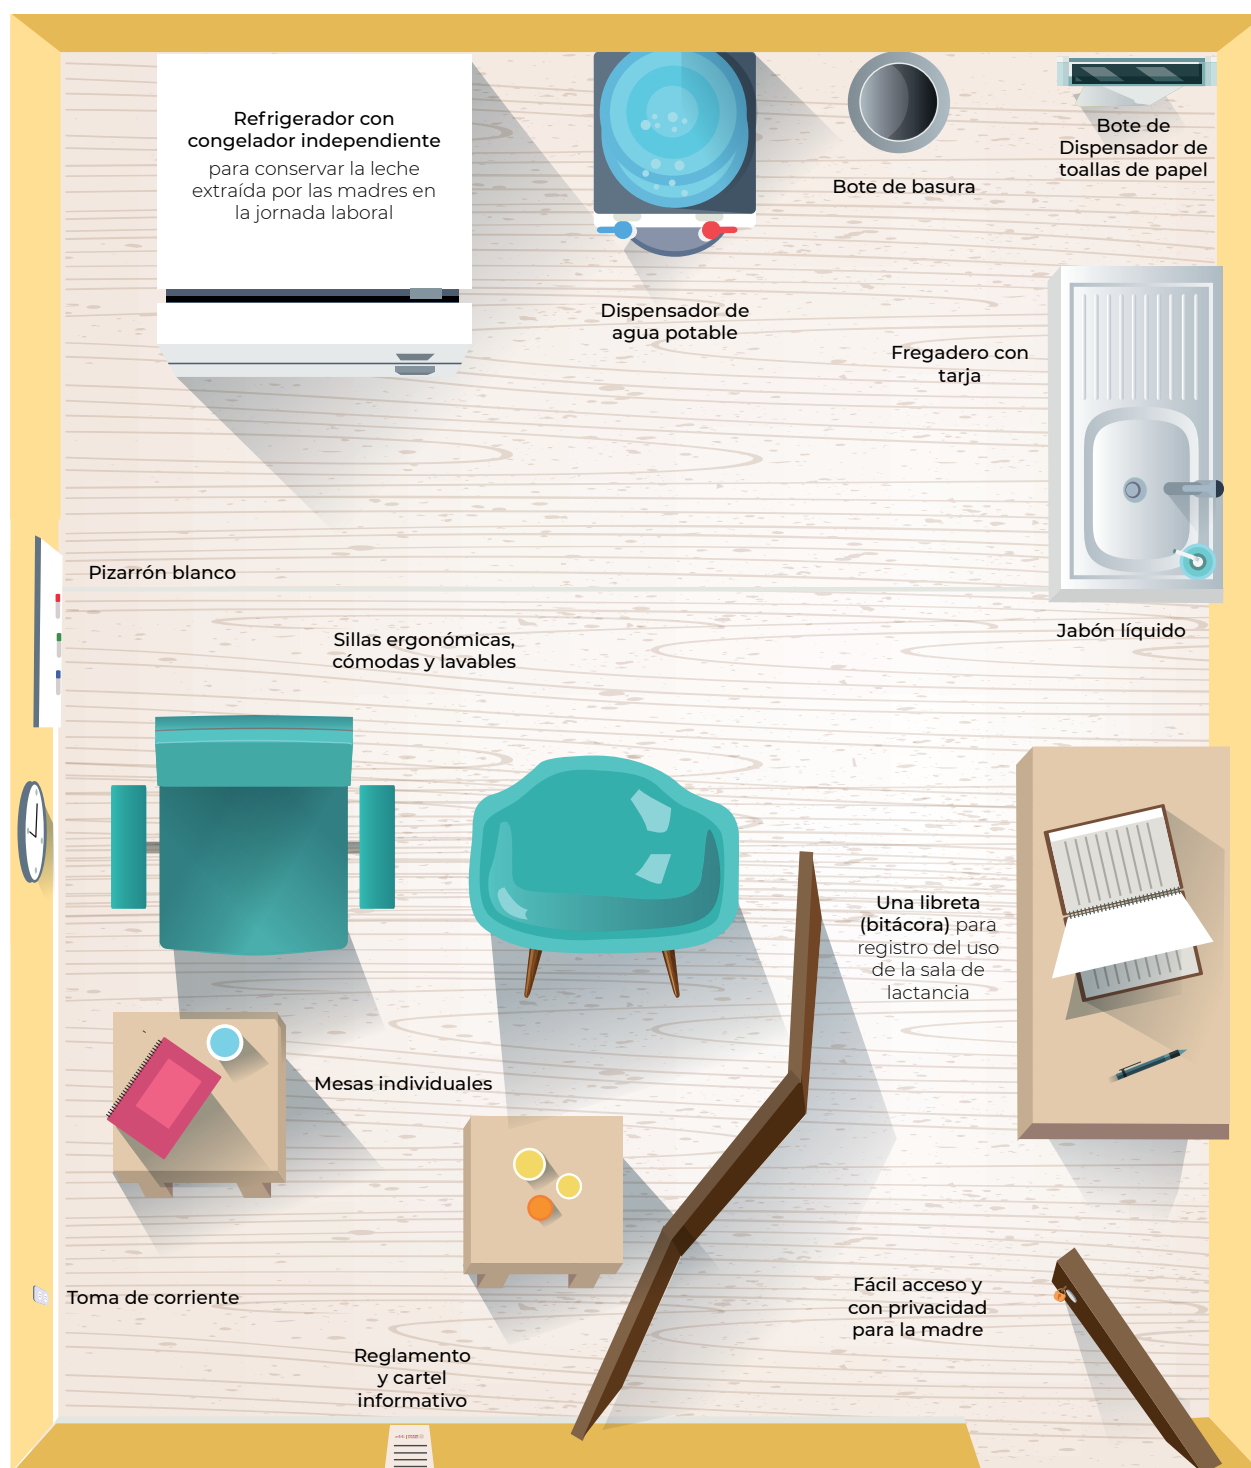 Refrigerador con
congelador independiente
para conservar la leche
extraída por las madres en
la jornada laboral
Bote de basura
Bote de
Dispensador de
toallas de papel
Dispensador de
agua potable
Fregadero con
tarja
Pizarrón blanco
Jabón líquido
Sillas ergonómicas,
cómodas y lavables
Una libreta
(bitácora) para
registro del uso
de la sala de
lactancia
Mesas individuales
Toma de corriente
Fácil acceso y
con privacidad
para la madre
Reglamento
y cartel
informativo